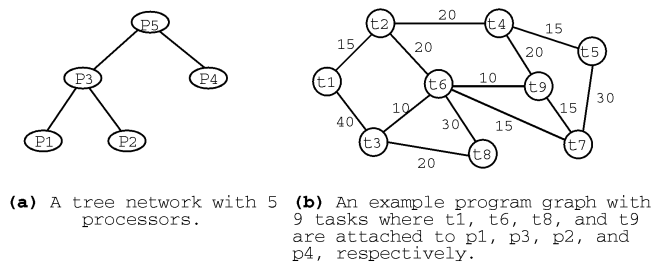 P5
P3
P4
P1
P2
t2
20
t4
15
15
20
20
t5
t1
t6
10
t9
40
10
30
15
15
30
t3
20
t8
t7
(a) A tree network with 5
processors.
(b) An example program graph with
9 tasks where t1, t6, t8, and t9
are attached to p1, p3, p2, and
p4, respectively.